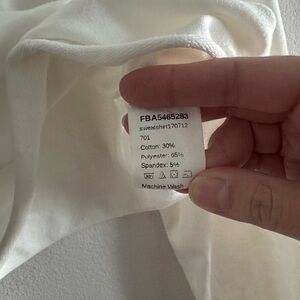 FBA5465283
sweatshirt170712
701
Cotton: 30%
Polyester: 65%
Spandex: 5%
Machine Wash